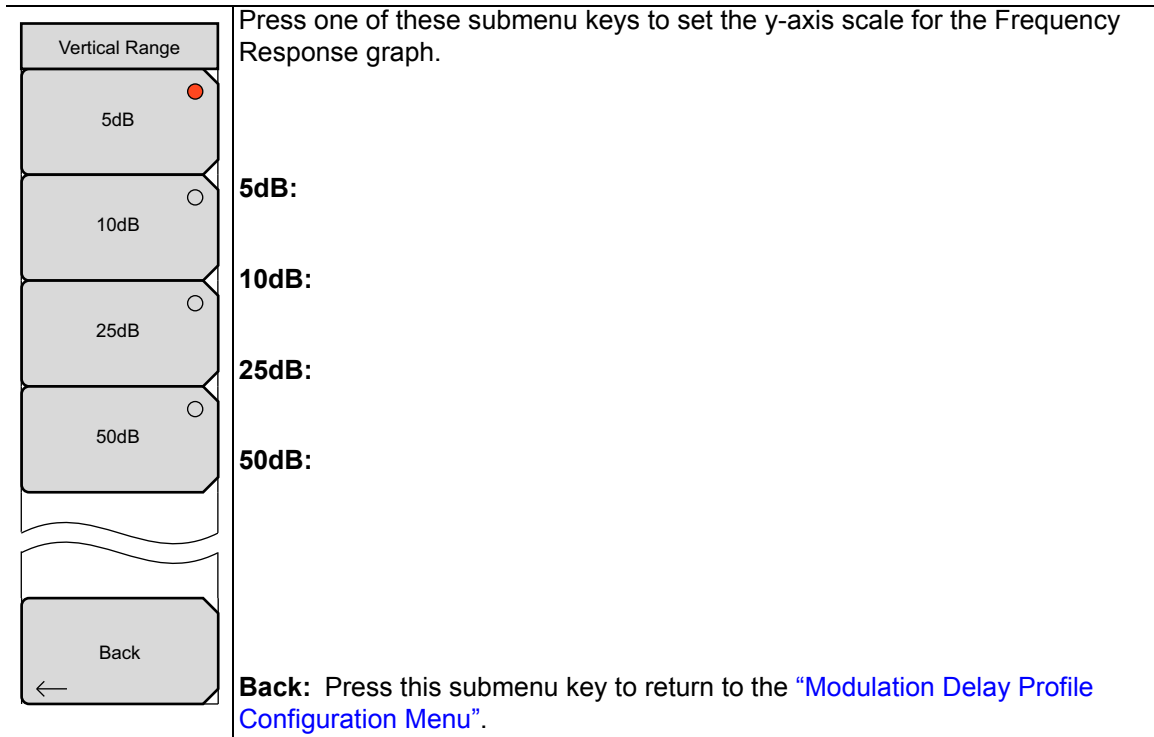 Vertical Range
5dB
10dB
25dB
50dB
Back
Press one of these submenu keys to set the y-axis scale for the Frequency
Response graph.
5dB:
10dB:
25dB:
50dB:
Back: Press this submenu key to return to the “Modulation Delay Profile
Configuration Menu”.